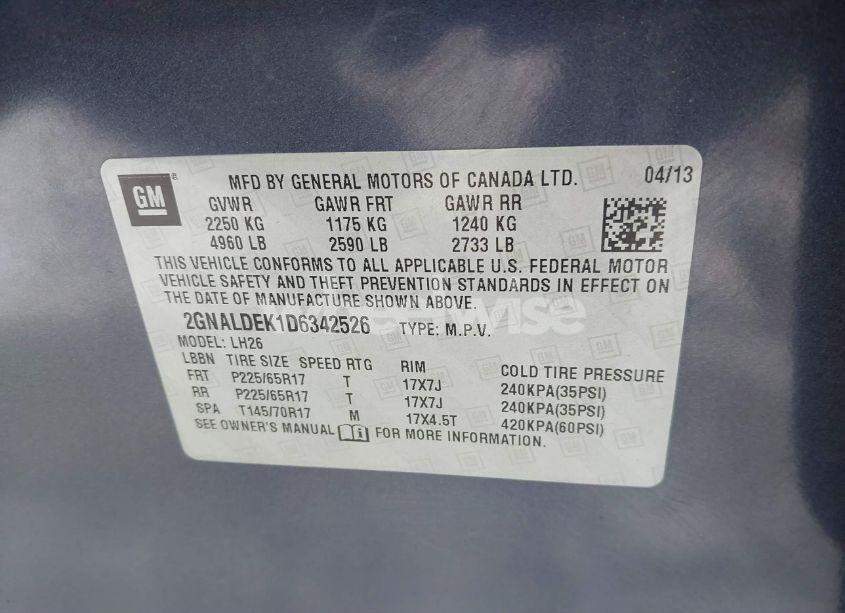 GM ®
MFD BY GENERAL MOTORS OF CANADA LTD. 04/13
GVWR GAWR FRT GAWR RR
2250 KG 1175 KG 1240 KG
4960 LB 2590 LB 2733 LB
THIS VEHICLE CONFORMS TO ALL APPLICABLE U.S. FEDERAL MOTOR
VEHICLE SAFETY AND THEFT PREVENTION STANDARDS IN EFFECT ON
THE DATE OF MANUFACTURE SHOWN ABOVE.
2GNALDEK1D6342526 TYPE: M.P.V.
MODEL: LH26
LBBN TIRE SIZE SPEED RTG RIM COLD TIRE PRESSURE
FRT P225/65R17 T 17X7J 240KPA(35PSI)
RR P225/65R17 T 17X7J 240KPA(35PSI)
SPA T145/70R17 M 17X4.5T 420KPA(60PSI)
SEE OWNER'S MANUAL FOR MORE INFORMATION.